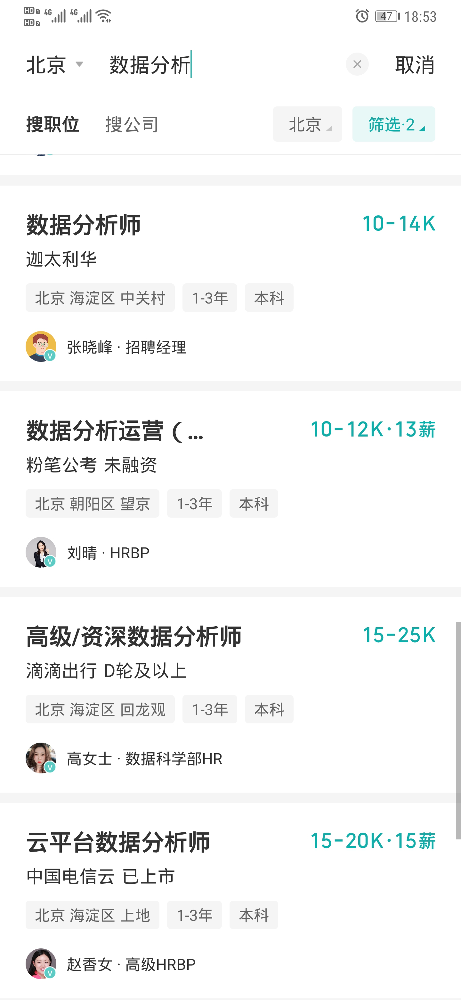 HD 1 4G 4G 47 18:53
HD 2
北京 数据分析 取消
搜职位 搜公司 北京 筛选·2
数据分析师 10-14K
迦太利华
北京 海淀区 中关村 1-3年 本科
张晓峰 · 招聘经理
数据分析运营（... 10-12K·13薪
粉笔公考 未融资
北京 朝阳区 望京 1-3年 本科
刘晴 · HRBP
高级/资深数据分析师 15-25K
滴滴出行 D轮及以上
北京 海淀区 回龙观 1-3年 本科
高女士 · 数据科学部HR
云平台数据分析师 15-20K·15薪
中国电信云 已上市
北京 海淀区 上地 1-3年 本科
赵香女 · 高级HRBP